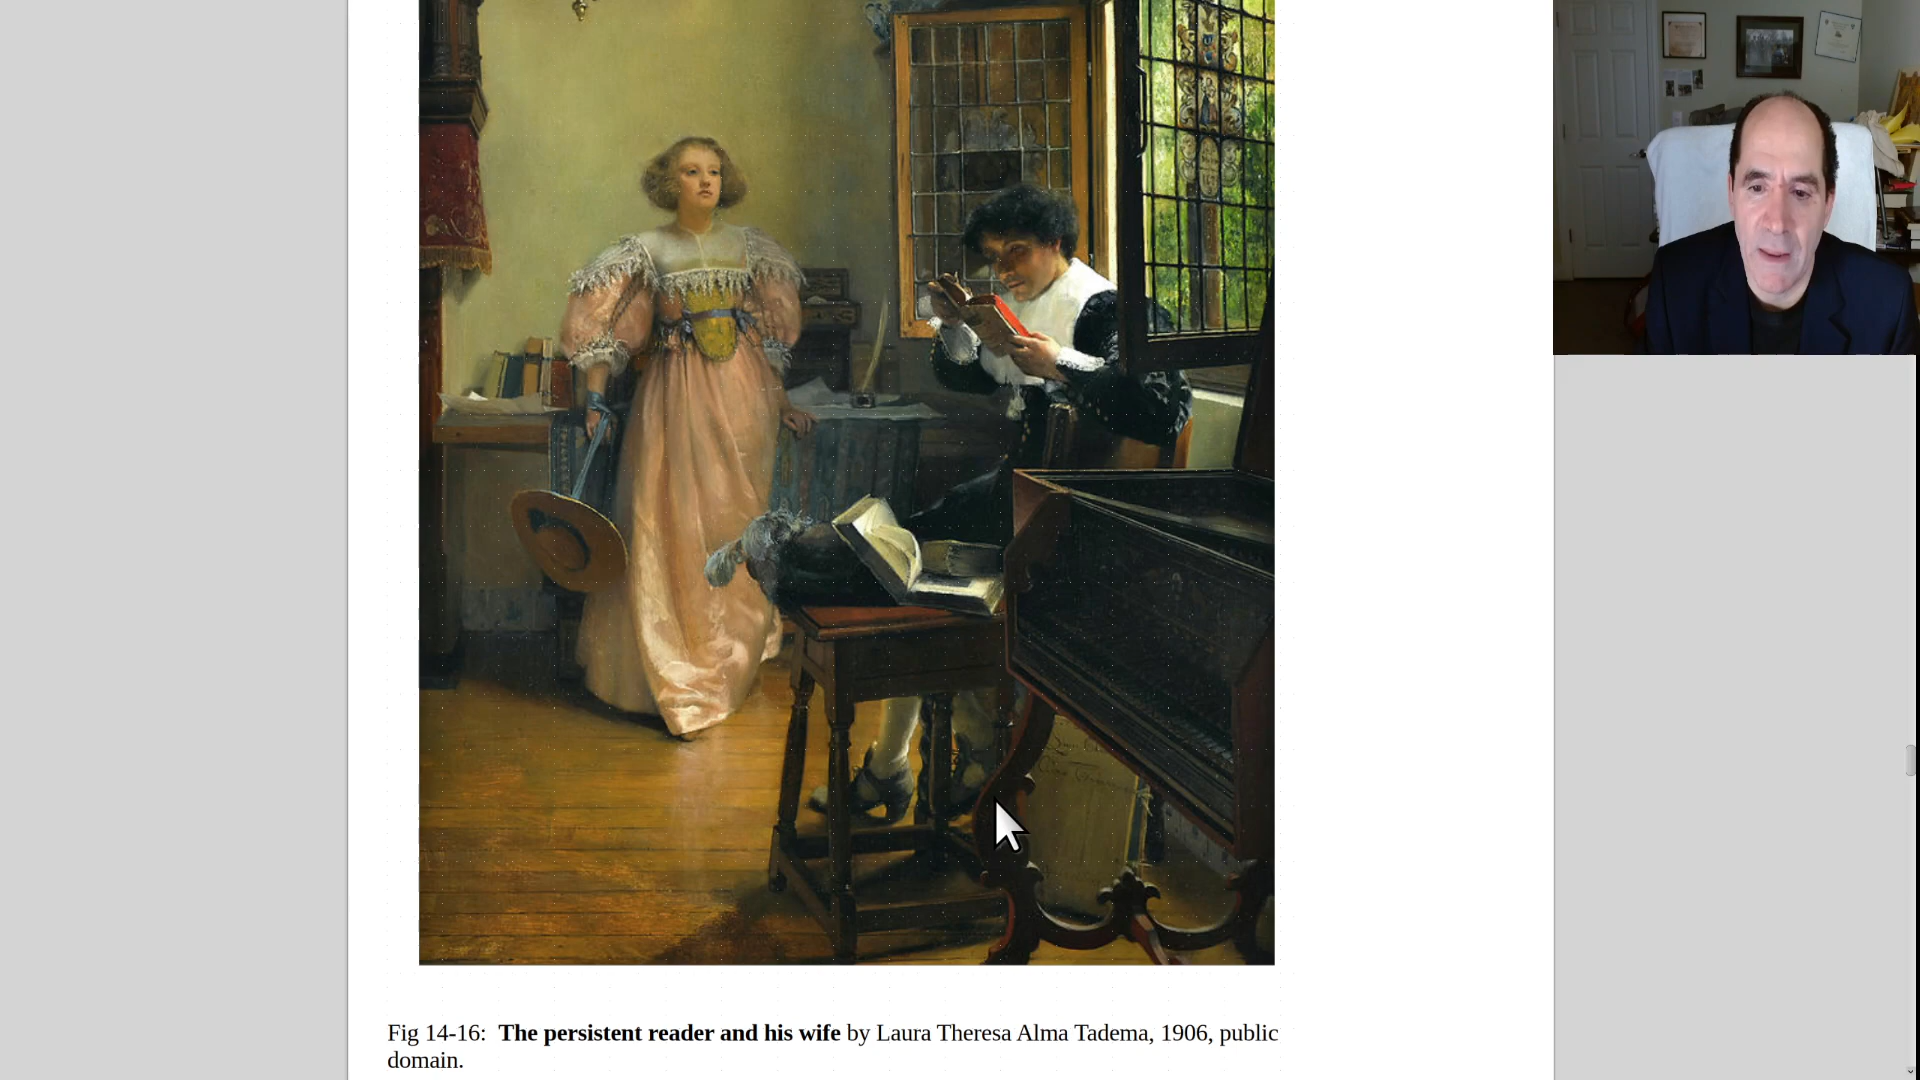 Fig 14-16:  The persistent reader and his wife by Laura Theresa Alma Tadema, 1906, public
domain.